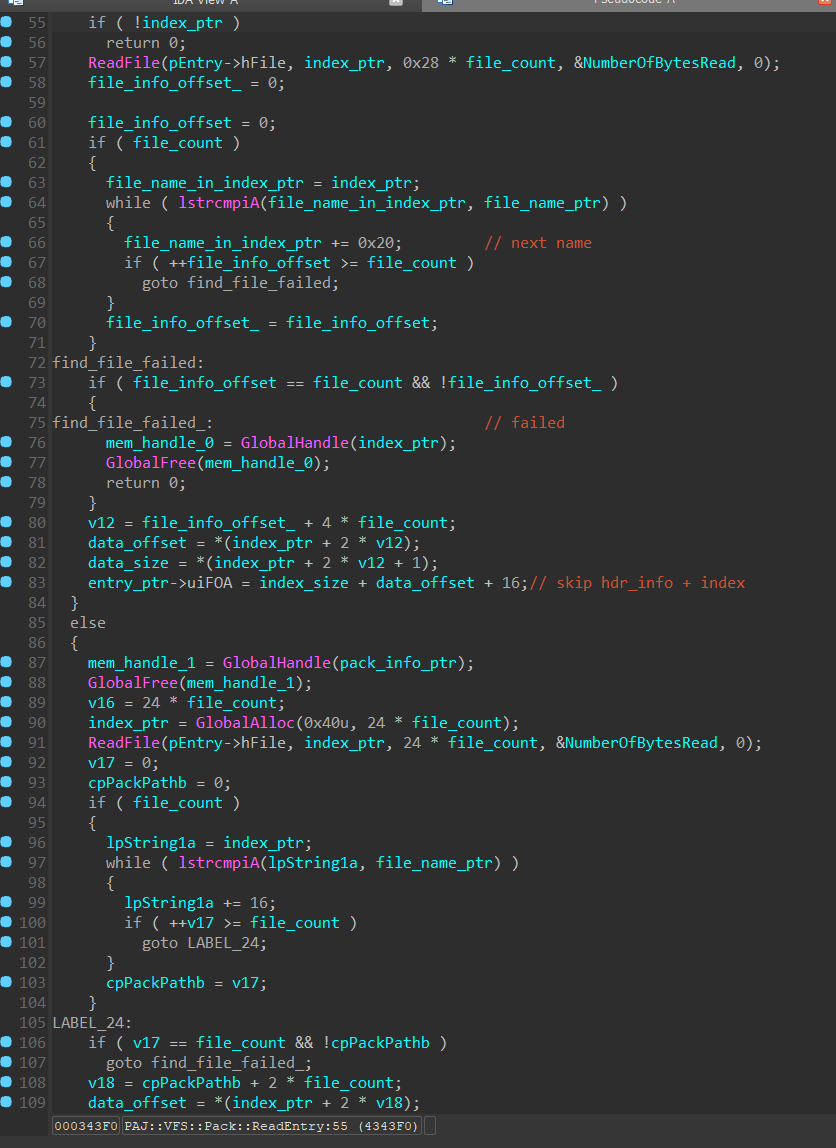 IDA View-A Pseudocode-A
55 if ( !index_ptr )
56 return 0;
57 ReadFile(pEntry->hFile, index_ptr, 0x28 * file_count, &NumberOfBytesRead, 0);
58 file_info_offset_ = 0;
59
60 file_info_offset = 0;
61 if ( file_count )
62 {
63 file_name_in_index_ptr = index_ptr;
64 while ( lstrcmpiA(file_name_in_index_ptr, file_name_ptr) )
65 {
66 file_name_in_index_ptr += 0x20; // next name
67 if ( ++file_info_offset >= file_count )
68 goto find_file_failed;
69 }
70 file_info_offset_ = file_info_offset;
71 }
72 find_file_failed:
73 if ( file_info_offset == file_count && !file_info_offset_ )
74 {
75 find_file_failed_: // failed
76 mem_handle_0 = GlobalHandle(index_ptr);
77 GlobalFree(mem_handle_0);
78 return 0;
79 }
80 v12 = file_info_offset_ + 4 * file_count;
81 data_offset = *(index_ptr + 2 * v12);
82 data_size = *(index_ptr + 2 * v12 + 1);
83 entry_ptr->uiFOA = index_size + data_offset + 16;// skip hdr_info + index
84 }
85 else
86 {
87 mem_handle_1 = GlobalHandle(pack_info_ptr);
88 GlobalFree(mem_handle_1);
89 v16 = 24 * file_count;
90 index_ptr = GlobalAlloc(0x40u, 24 * file_count);
91 ReadFile(pEntry->hFile, index_ptr, 24 * file_count, &NumberOfBytesRead, 0);
92 v17 = 0;
93 cpPackPathb = 0;
94 if ( file_count )
95 {
96 lpString1a = index_ptr;
97 while ( lstrcmpiA(lpString1a, file_name_ptr) )
98 {
99 lpString1a += 16;
100 if ( ++v17 >= file_count )
101 goto LABEL_24;
102 }
103 cpPackPathb = v17;
104 }
105 LABEL_24:
106 if ( v17 == file_count && !cpPackPathb )
107 goto find_file_failed_;
108 v18 = cpPackPathb + 2 * file_count;
109 data_offset = *(index_ptr + 2 * v18);
000343F0 PAJ::VFS::Pack::ReadEntry:55 (4343F0)